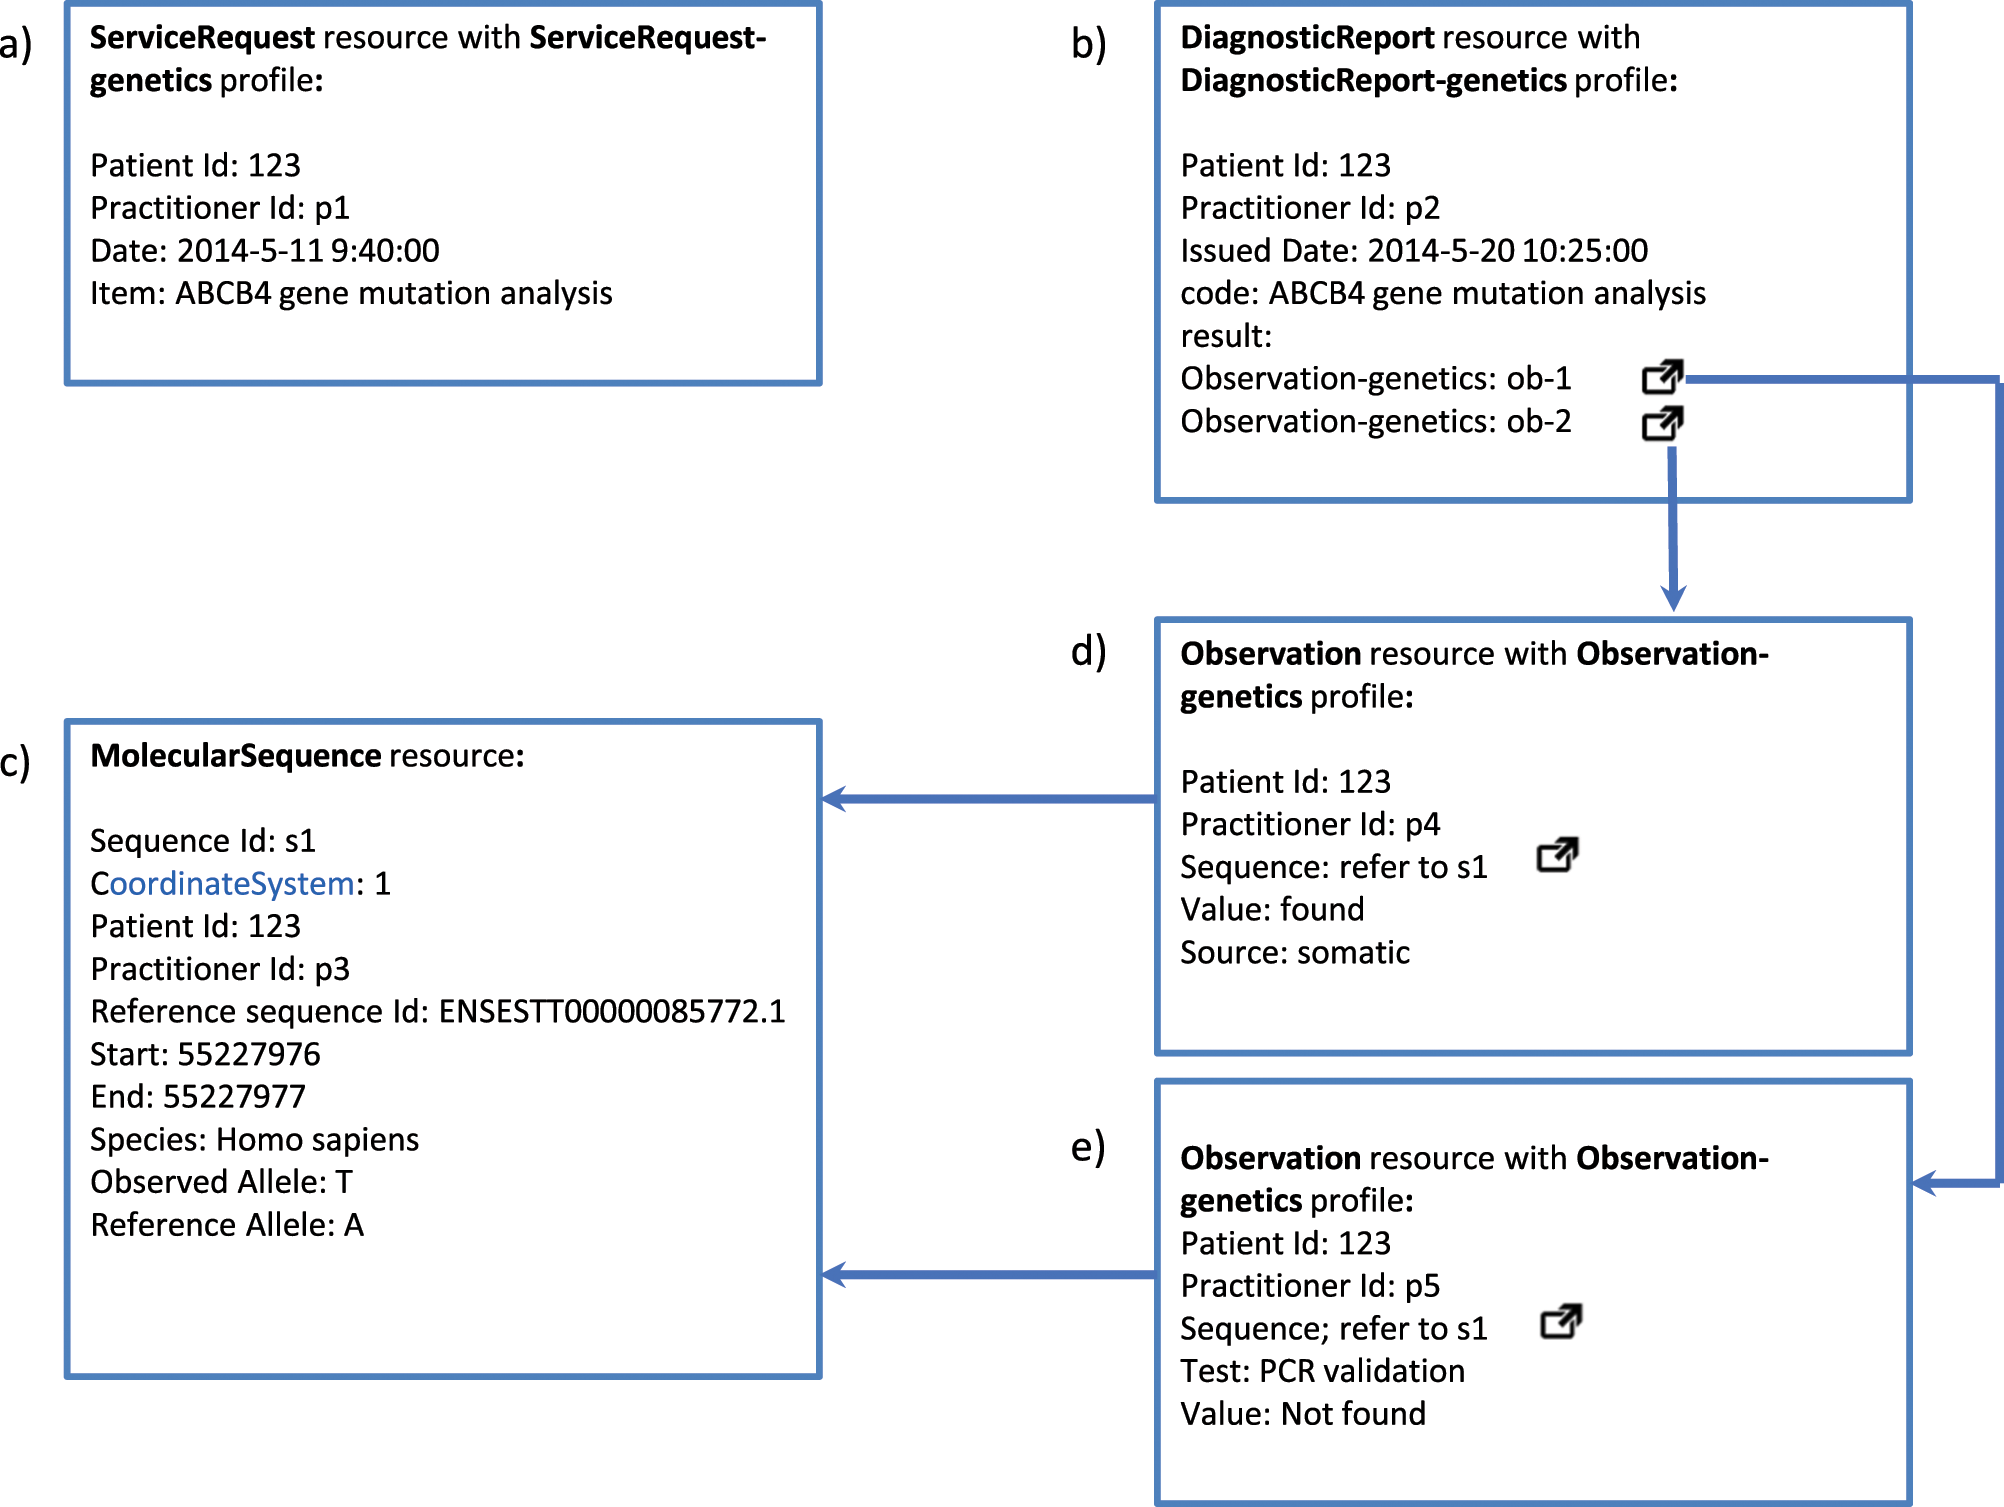 a)
ServiceRequest resource with ServiceRequest-
genetics profile:
Patient Id: 123
Practitioner Id: p1
Date: 2014-5-11 9:40:00
Item: ABCB4 gene mutation analysis
b)
DiagnosticReport resource with
DiagnosticReport-genetics profile:
Patient Id: 123
Practitioner Id: p2
Issued Date: 2014-5-20 10:25:00
code: ABCB4 gene mutation analysis
result:
Observation-genetics: ob-1
Observation-genetics: ob-2
c)
MolecularSequence resource:
Sequence Id: s1
CoordinateSystem: 1
Patient Id: 123
Practitioner Id: p3
Reference sequence Id: ENSESTT00000085772.1
Start: 55227976
End: 55227977
Species: Homo sapiens
Observed Allele: T
Reference Allele: A
d)
Observation resource with Observation-
genetics profile:
Patient Id: 123
Practitioner Id: p4
Sequence: refer to s1
Value: found
Source: somatic
e)
Observation resource with Observation-
genetics profile:
Patient Id: 123
Practitioner Id: p5
Sequence; refer to s1
Test: PCR validation
Value: Not found